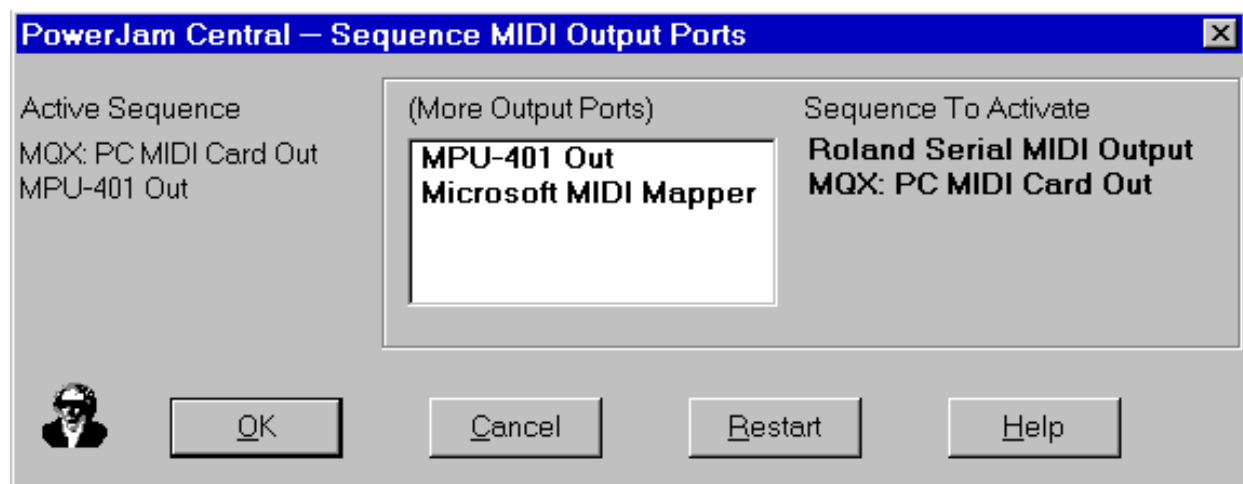 PowerJam Central — Sequence MIDI Output Ports
Active Sequence
MQX: PC MIDI Card Out
MPU-401 Out
(More Output Ports)
MPU-401 Out
Microsoft MIDI Mapper
Sequence To Activate
Roland Serial MIDI Output
MQX: PC MIDI Card Out
OK
Cancel
Restart
Help